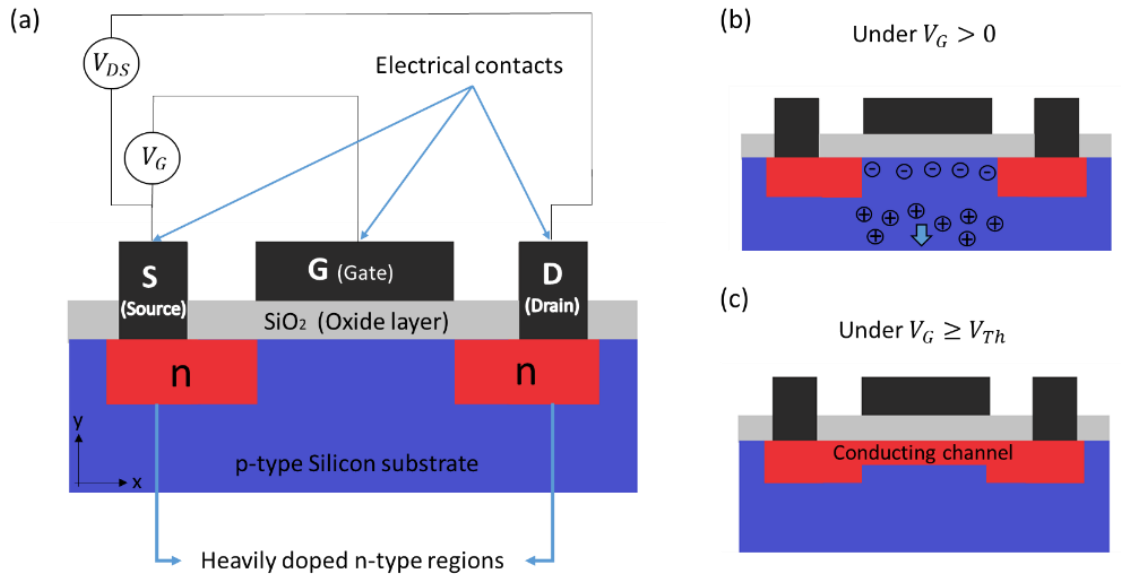 (a)
V_DS
V_G
Electrical contacts
S
(Source)
G (Gate)
D
(Drain)
SiO₂ (Oxide layer)
n
n
y
x
p-type Silicon substrate
Heavily doped n-type regions
(b)
Under V_G > 0
- - - - -
+ + + + + + + + +
(c)
Under V_G ≥ V_Th
Conducting channel